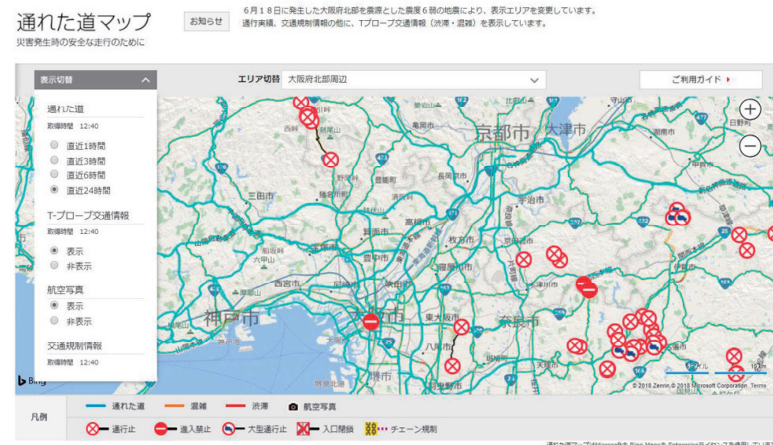 通れた道マップ
災害発生時の安全な走行のために
お知らせ
6月18日に発生した大阪府北部を震源とした震度6弱の地震により、表示エリアを変更しています。
通行実績、交通規制情報の他に、Tプローブ交通情報（渋滞・混雑）を表示しています。
表示切替
エリア切替 大阪府北部周辺
ご利用ガイド
通れた道
取得時間 12:40
直近1時間
直近3時間
直近6時間
直近24時間
T-プローブ交通情報
取得時間 12:40
表示
非表示
航空写真
表示
非表示
交通規制情報
取得時間 12:40
京都市
大津市
亀岡市
長岡京市
宇治市
三田市
高槻市
箕面市
枚方市
豊中市
寝屋川市
西宮市
神戸市
東大阪市
奈良市
八尾市
堺市
日野町
Bing
10 km
© 2018 Zenrin © 2018 Microsoft Corporation Terms
凡例
通れた道 混雑 渋滞 航空写真
通行止 進入禁止 大型通行止 入口閉鎖 チェーン規制